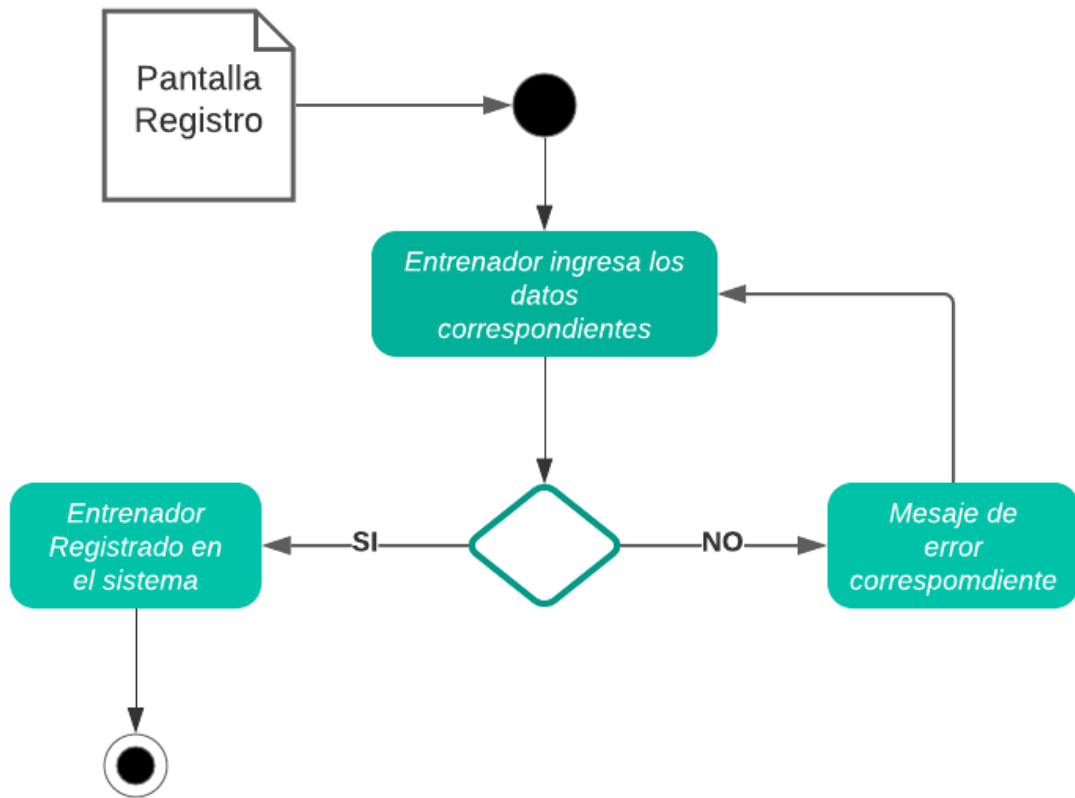 Pantalla
Registro
Entrenador ingresa los
datos
correspondientes
Entrenador
Registrado en
el sistema
SI
NO
Mesaje de
error
correspomdiente